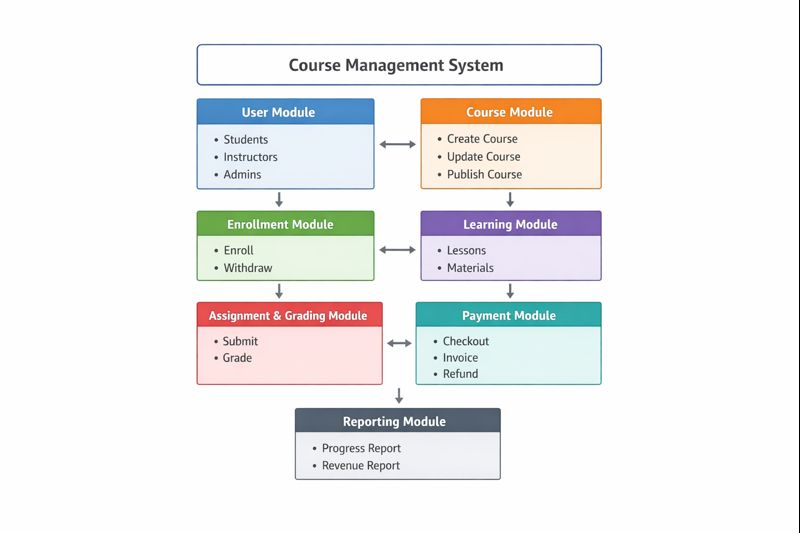 Course Management System
User Module
• Students
• Instructors
• Admins
Course Module
• Create Course
• Update Course
• Publish Course
Enrollment Module
• Enroll
• Withdraw
Learning Module
• Lessons
• Materials
Assignment & Grading Module
• Submit
• Grade
Payment Module
• Checkout
• Invoice
• Refund
Reporting Module
• Progress Report
• Revenue Report